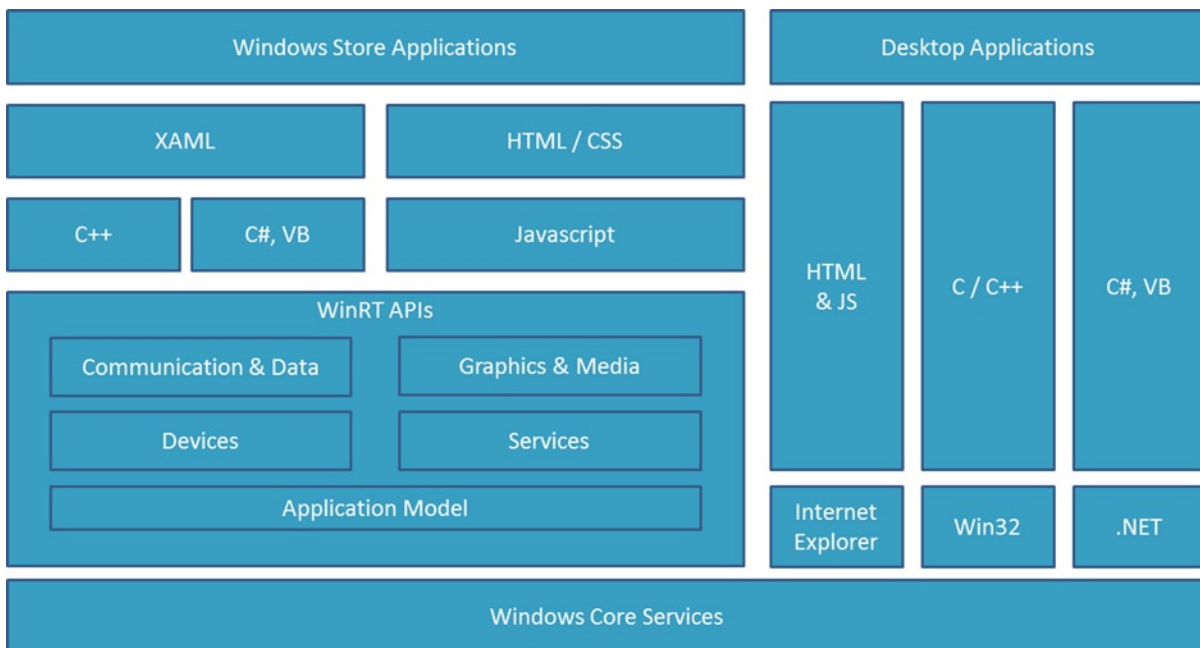 Windows Store Applications
Desktop Applications
XAML
HTML / CSS
C++
C#, VB
Javascript
HTML
& JS
C / C++
C#, VB
WinRT APIs
Communication & Data
Graphics & Media
Devices
Services
Application Model
Internet
Explorer
Win32
.NET
Windows Core Services